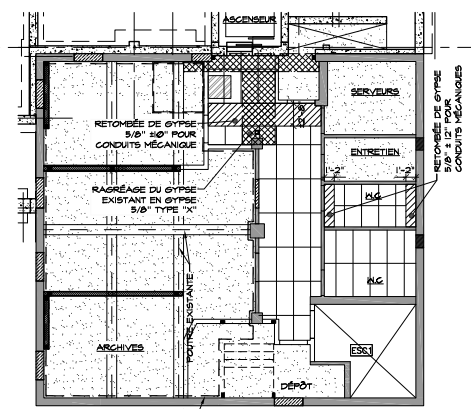 ASCENSEUR
SERVEURS
RETOMBÉE DE GYPSE
5/8" ±12" POUR
CONDUITS MÉCANIQUES
RETOMBÉE DE GYPSE
5/8" ±0" POUR
CONDUITS MÉCANIQUE
ENTRETIEN
1'-2"
1'-2"
W.C
RAGRÉAGE DU GYPSE
EXISTANT EN GYPSE
5/8" TYPE "X"
W.C
POUTRE EXISTANTE
ARCHIVES
ESC.1
DÉPÔT